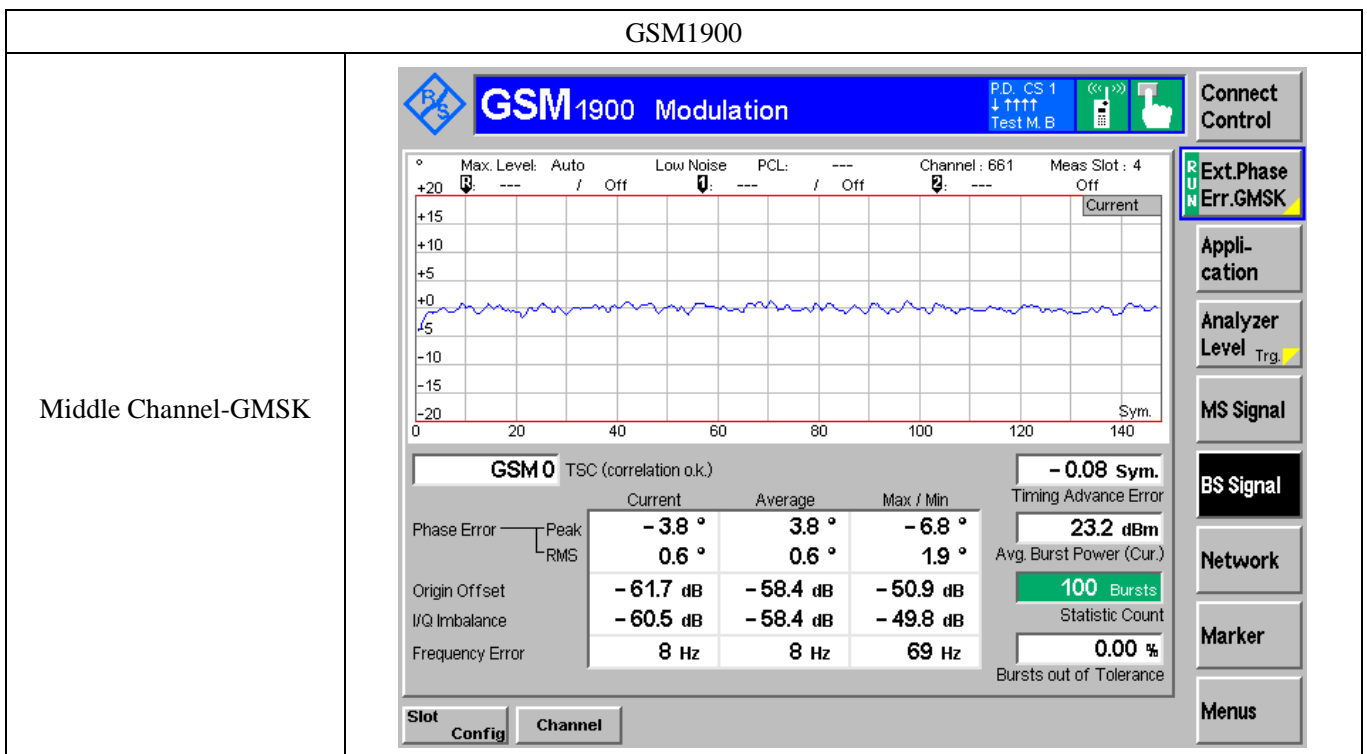 GSM1900
Middle Channel-GMSK
R/S
GSM 1900 Modulation
P.D. CS 1
↓ ↑↑↑↑
Test M. B
Connect
Control
° Max. Level: Auto Low Noise PCL: --- Channel : 661 Meas Slot : 4
R: --- / Off 1: --- / Off 2: --- Off
Current
+20
+15
+10
+5
+0
-5
-10
-15
-20
Sym.
0 20 40 60 80 100 120 140
RUN
Ext.Phase
Err.GMSK
Appli-
cation
Analyzer
Level Trg.
MS Signal
BS Signal
Network
Marker
Menus
GSM 0 TSC (correlation o.k.)
Current Average Max / Min
Phase Error Peak - 3.8 ° 3.8 ° - 6.8 °
RMS 0.6 ° 0.6 ° 1.9 °
Origin Offset - 61.7 dB - 58.4 dB - 50.9 dB
I/Q Imbalance - 60.5 dB - 58.4 dB - 49.8 dB
Frequency Error 8 Hz 8 Hz 69 Hz
- 0.08 Sym.
Timing Advance Error
23.2 dBm
Avg. Burst Power (Cur.)
100 Bursts
Statistic Count
0.00 %
Bursts out of Tolerance
Slot
Config
Channel